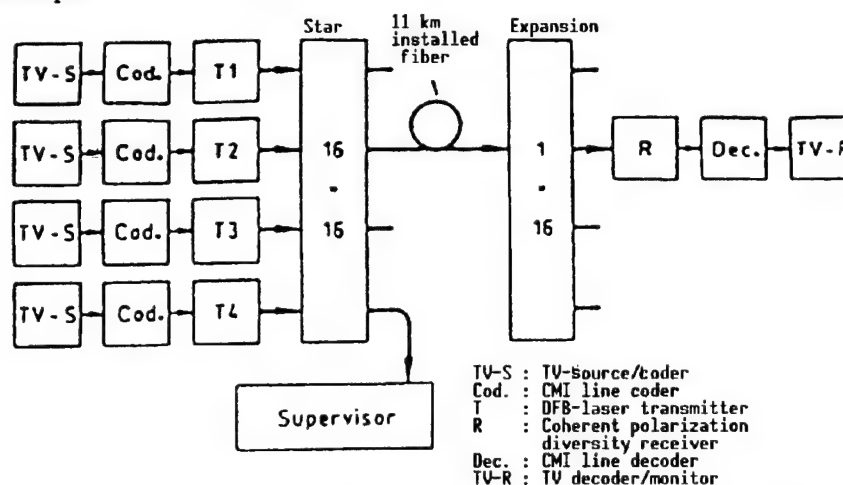 Star
11 km
installed
fiber
Expansion
TV-S Cod. T1
TV-S Cod. T2 16 1 R Dec. TV-R
- -
TV-S Cod. T3 16 16
TV-S Cod. T4
Supervisor
TV-S : TV-source/coder
Cod. : CMI line coder
T : DFB-laser transmitter
R : Coherent polarization
diversity receiver
Dec. : CMI line decoder
TV-R : TV decoder/monitor